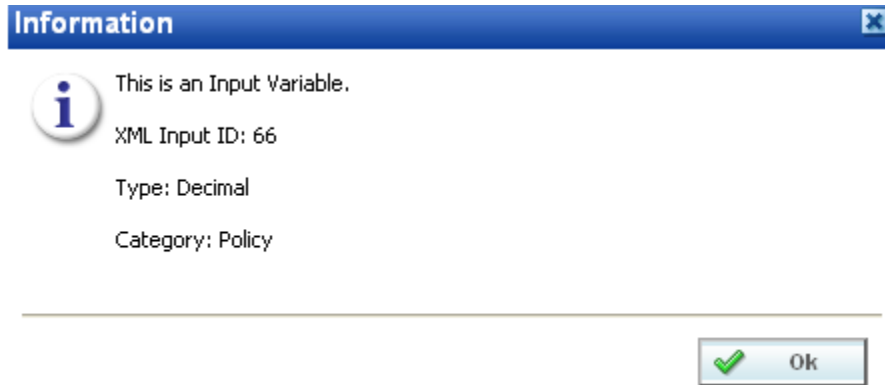 Information
This is an Input Variable.
XML Input ID: 66
Type: Decimal
Category: Policy
Ok